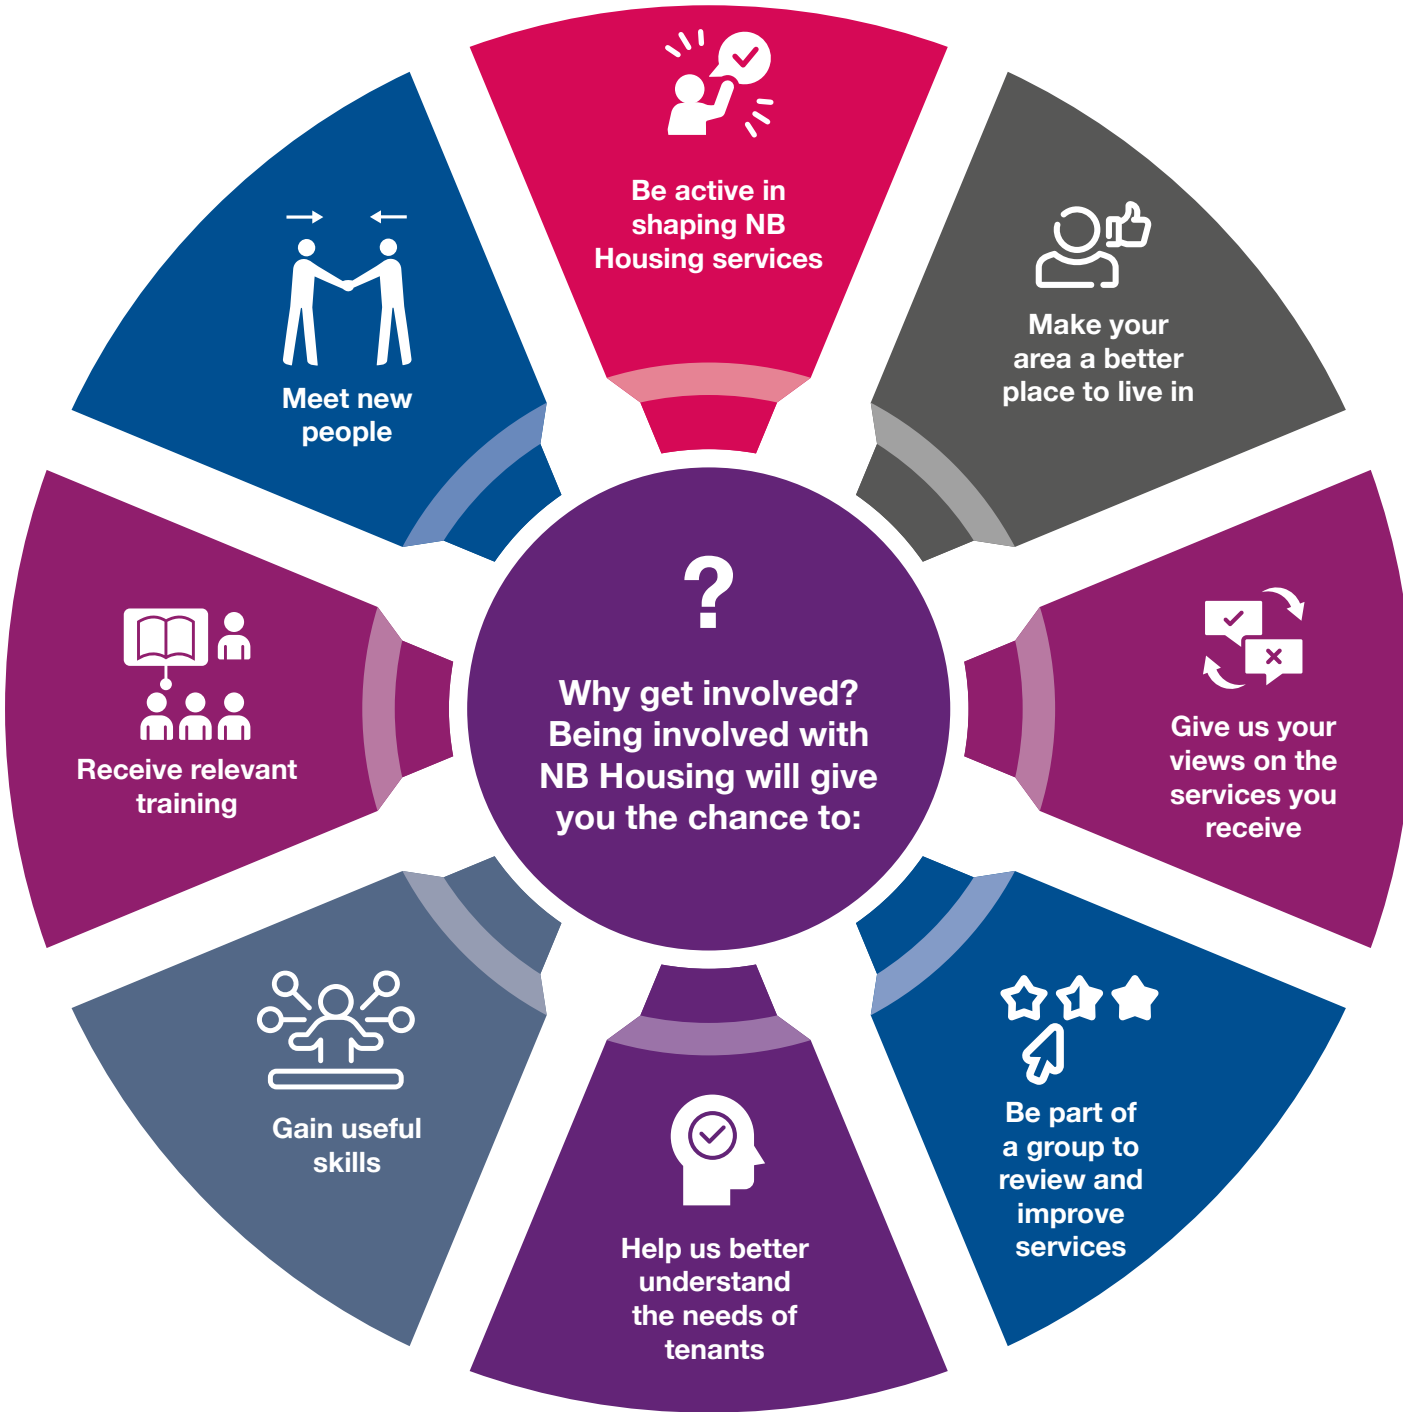 Be active in
shaping NB
Housing services
Make your
area a better
place to live in
Give us your
views on the
services you
receive
Be part of
a group to
review and
improve
services
Help us better
understand
the needs of
tenants
Gain useful
skills
Receive relevant
training
Meet new
people
?
Why get involved?
Being involved with
NB Housing will give
you the chance to: